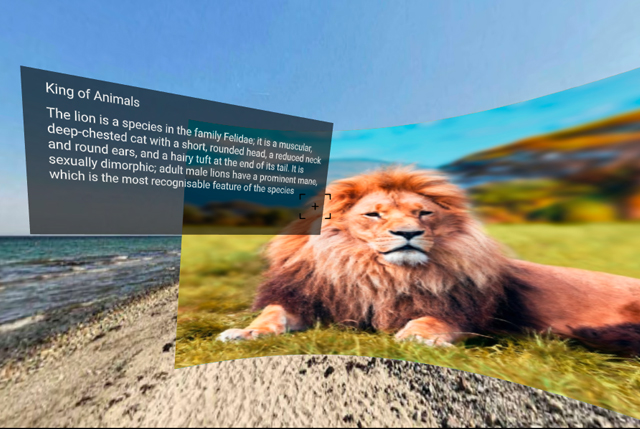 King of Animals
The lion is a species in the family Felidae; it is a muscular,
deep-chested cat with a short, rounded head, a reduced neck
and round ears, and a hairy tuft at the end of its tail. It is
sexually dimorphic; adult male lions have a prominent mane,
which is the most recognisable feature of the species